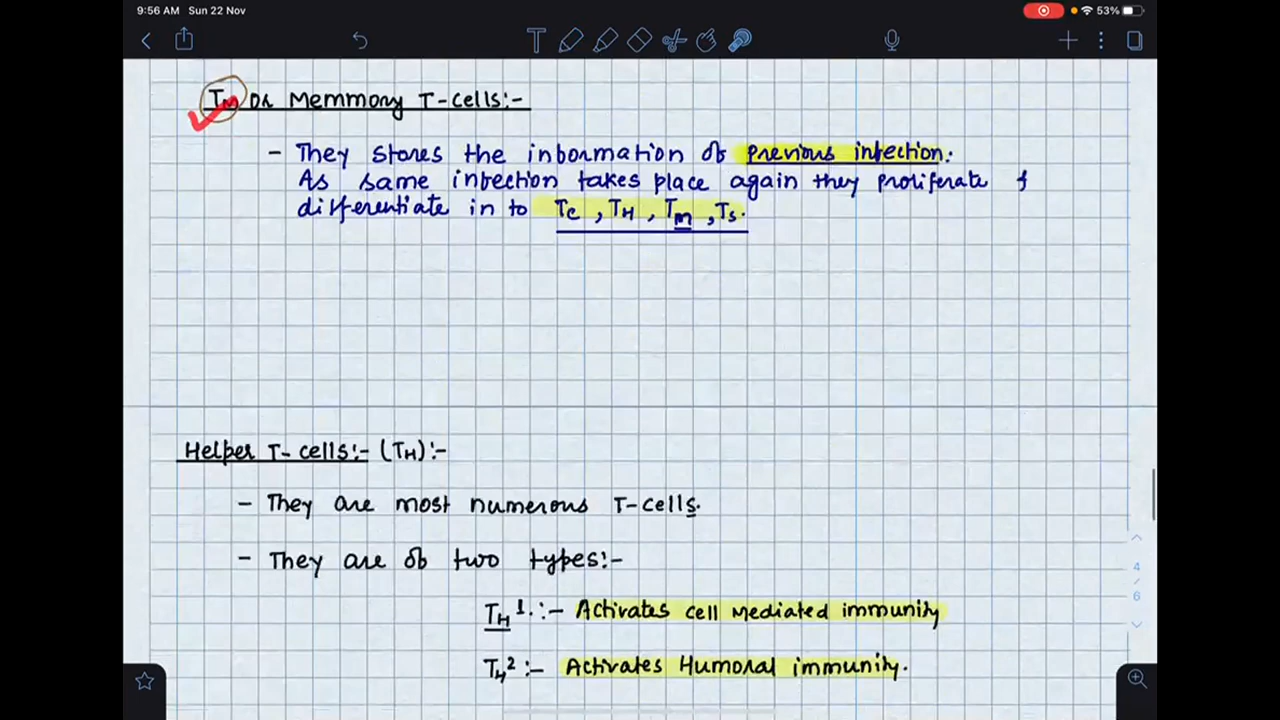 9:56 AM Sun 22 Nov
53%
TM or Memmory T-cells:-
- They stores the information of previous infection.
As same infection takes place again they proliferate &
differentiate in to Tc , TH , Tm , Ts.
Helper T-cells:- (TH):-
- They are most numerous T-cells.
- They are of two types:-
TH1 :- Activates cell mediated immunity
TH2 :- Activates Humoral immunity.
4
/
6